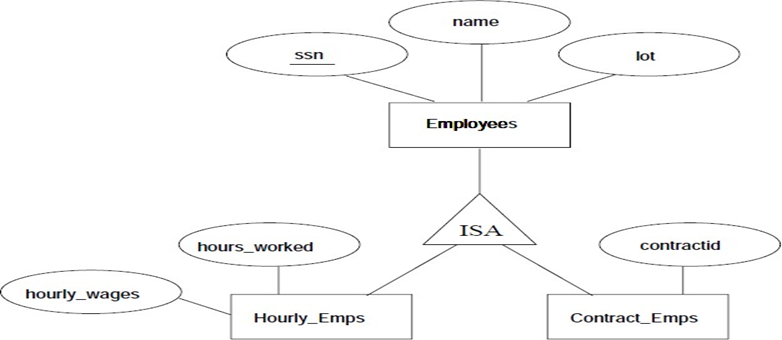 name
ssn
lot
Employees
ISA
hours_worked
contractid
hourly_wages
Hourly_Emps
Contract_Emps